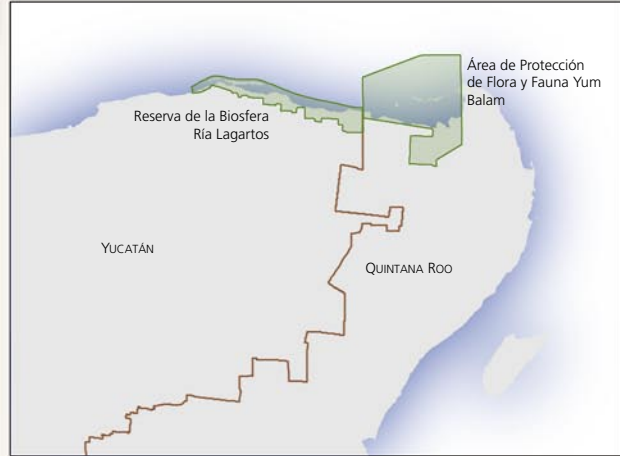 Área de Protección
de Flora y Fauna Yum
Balam
Reserva de la Biosfera
Ría Lagartos
YUCATÁN
QUINTANA ROO